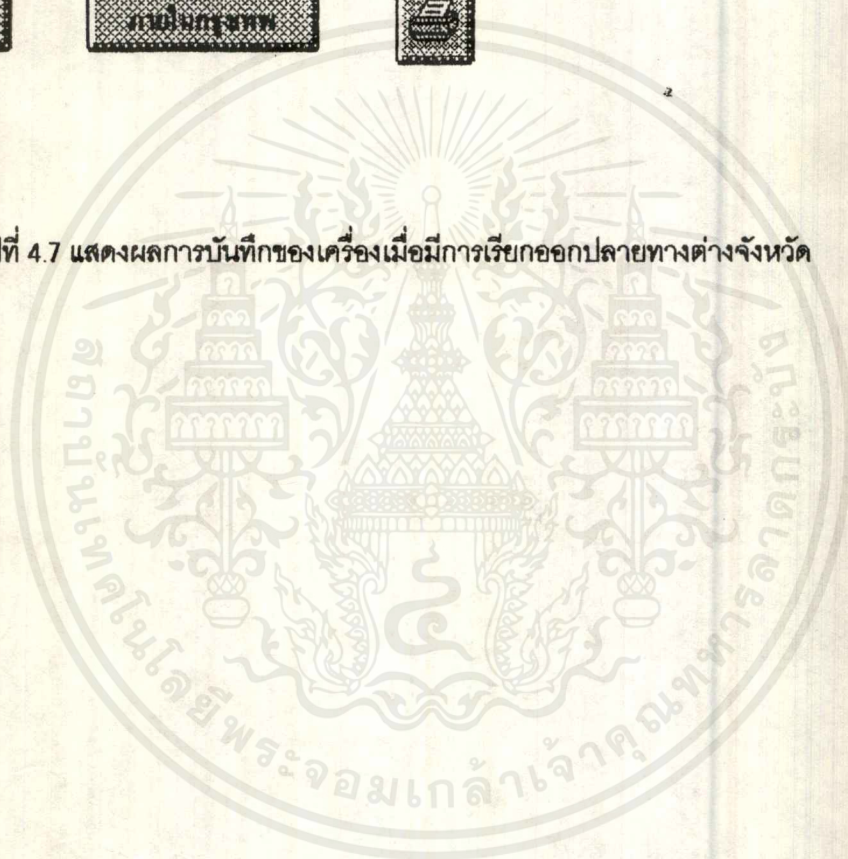 ภายในกรุงเทพ
ที่ 4.7 แสดงผลการบันทึกของเครื่องเมื่อมีการเรียกออกปลายทางต่างจังหวัด
สถาบันเทคโนโลยีพระจอมเกล้าเจ้าคุณทหารลาดกระบัง